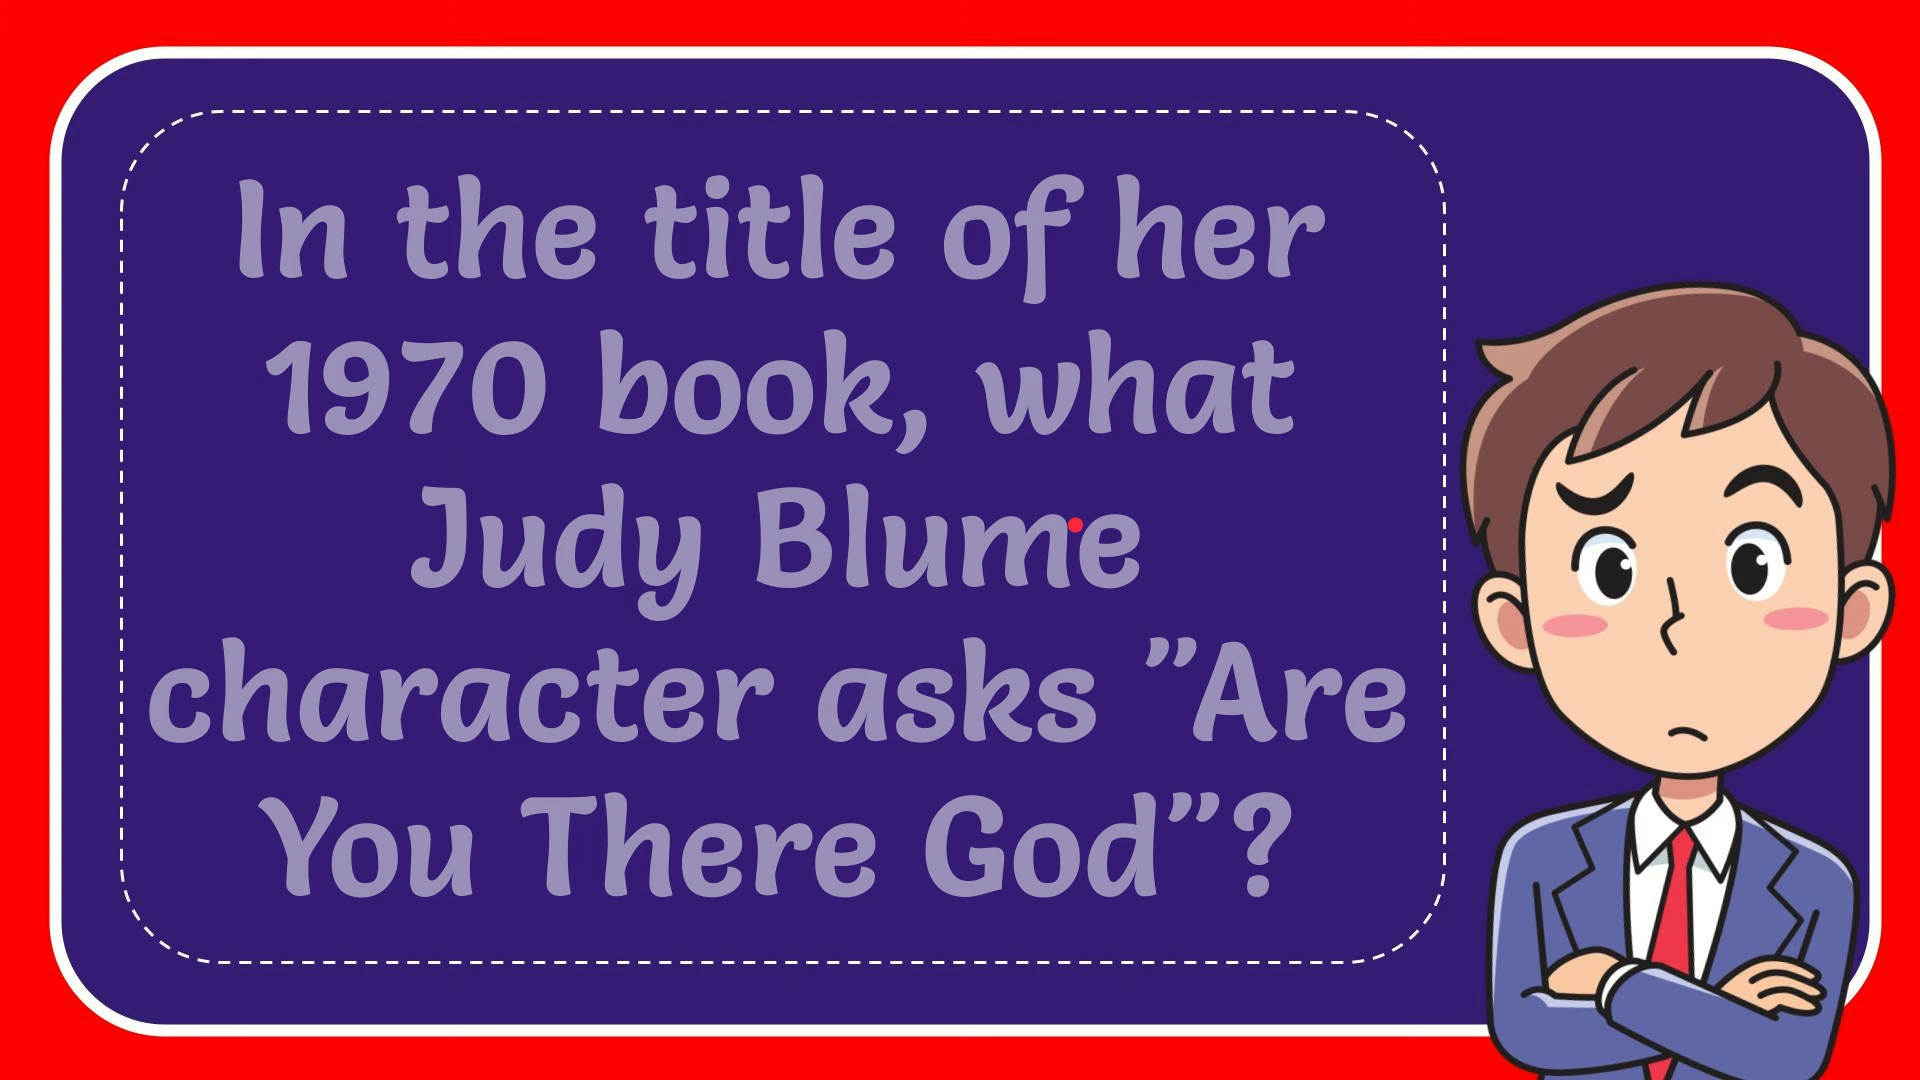 In the title of her
1970 book, what
Judy Blume
character asks ”Are
You There God”?